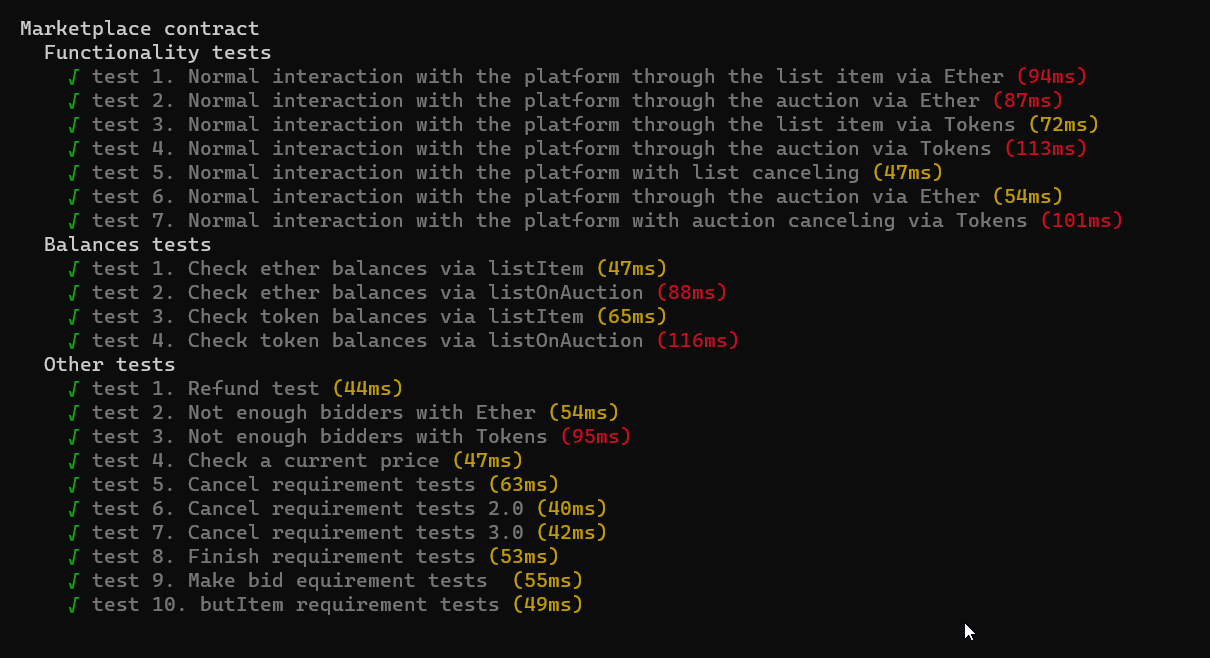 Marketplace contract
Functionality tests
√ test 1. Normal interaction with the platform through the list item via Ether (94ms)
√ test 2. Normal interaction with the platform through the auction via Ether (87ms)
√ test 3. Normal interaction with the platform through the list item via Tokens (72ms)
√ test 4. Normal interaction with the platform through the auction via Tokens (113ms)
√ test 5. Normal interaction with the platform with list canceling (47ms)
√ test 6. Normal interaction with the platform through the auction via Ether (54ms)
√ test 7. Normal interaction with the platform with auction canceling via Tokens (101ms)
Balances tests
√ test 1. Check ether balances via listItem (47ms)
√ test 2. Check ether balances via listOnAuction (88ms)
√ test 3. Check token balances via listItem (65ms)
√ test 4. Check token balances via listOnAuction (116ms)
Other tests
√ test 1. Refund test (44ms)
√ test 2. Not enough bidders with Ether (54ms)
√ test 3. Not enough bidders with Tokens (95ms)
√ test 4. Check a current price (47ms)
√ test 5. Cancel requirement tests (63ms)
√ test 6. Cancel requirement tests 2.0 (40ms)
√ test 7. Cancel requirement tests 3.0 (42ms)
√ test 8. Finish requirement tests (53ms)
√ test 9. Make bid equirement tests  (55ms)
√ test 10. butItem requirement tests (49ms)